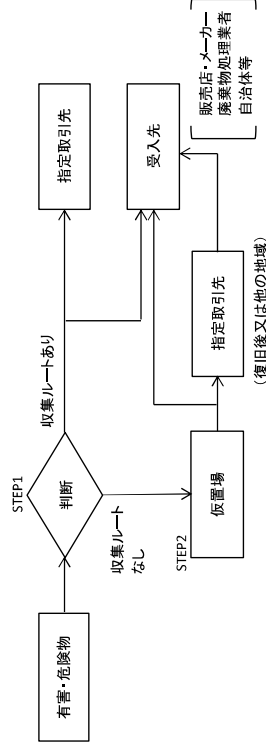 有害・危険物
STEP1
判断
収集ルートあり
指定取引先
収集ルート
なし
STEP2
仮置場
指定取引先
（復旧後又は他の地域）
受入先
販売店・メーカー
廃棄物処理業者
自治体等